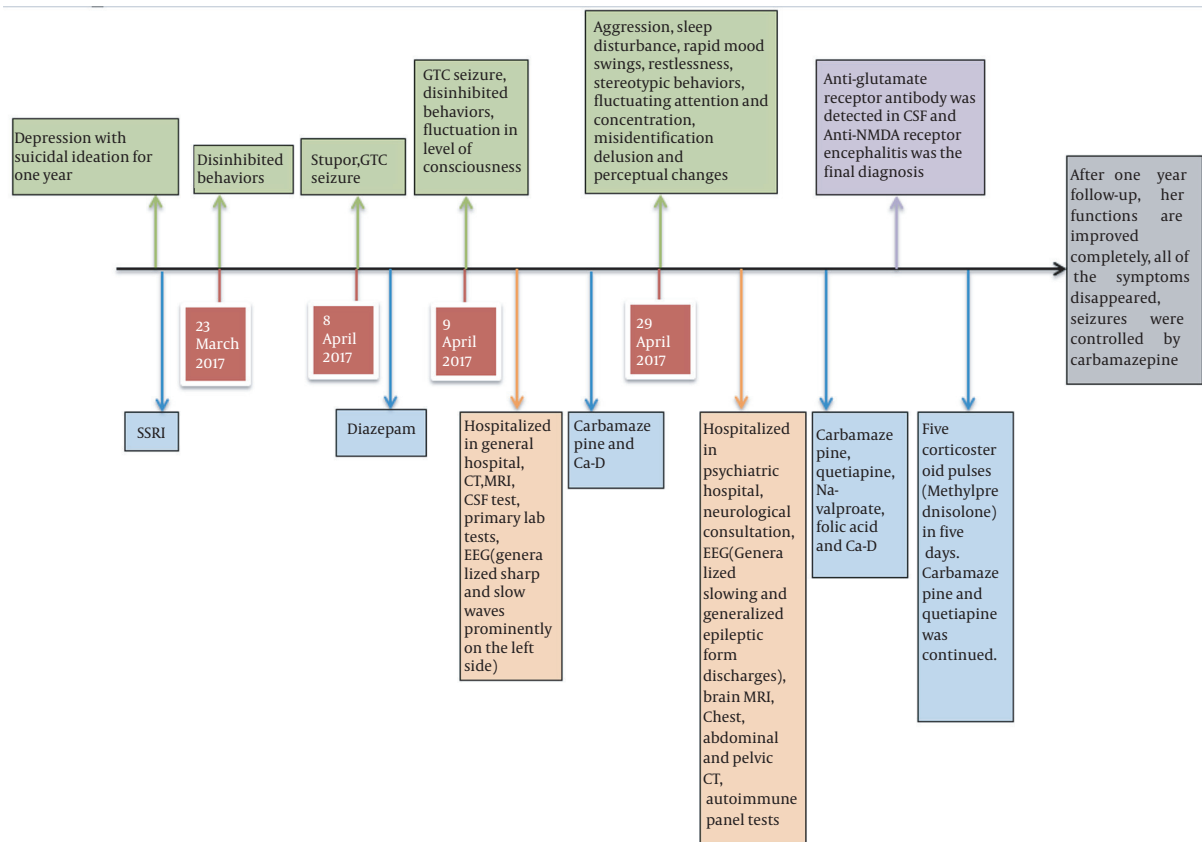 Depression with
suicidal ideation for
one year
Disinhibited
behaviors
Stupor,GTC
seizure
GTC seizure,
disinhibited
behaviors,
fluctuation in
level of
consciousness
Aggression, sleep
disturbance, rapid mood
swings, restlessness,
stereotypic behaviors,
fluctuating attention and
concentration,
misidentification
delusion and
perceptual changes
Anti-glutamate
receptor antibody was
detected in CSF and
Anti-NMDA receptor
encephalitis was the
final diagnosis
After one year
follow-up, her
functions are
improved
completely, all of
the symptoms
disappeared,
seizures were
controlled by
carbamazepine
23
March
2017
8
April
2017
9
April
2017
29
April
2017
SSRI
Diazepam
Hospitalized
in general
hospital,
CT,MRI,
CSF test,
primary lab
tests,
EEG(genera
lized sharp
and slow
waves
prominently
on the left
side)
Carbamaze
pine and
Ca-D
Hospitalized
in
psychiatric
hospital,
neurological
consultation,
EEG(Genera
lized
slowing and
generalized
epileptic
form
discharges),
brain MRI,
Chest,
abdominal
and pelvic
CT,
autoimmune
panel tests
Carbamaze
pine,
quetiapine,
Na-
valproate,
folic acid
and Ca-D
Five
corticoster
oid pulses
(Methylpre
dnisolone)
in five
days.
Carbamaze
pine and
quetiapine
was
continued.